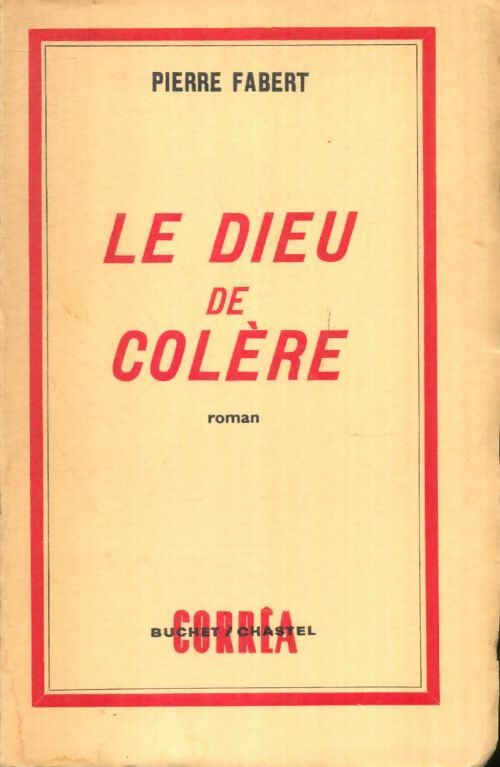 PIERRE FABERT
LE DIEU
DE
COLÈRE
roman
CORRÊA
BUCHET / CHASTEL